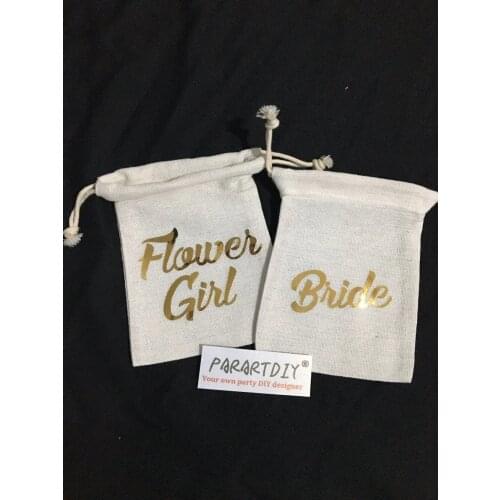 Flower
Girl
Bride
PARARTDIY®
Your own party DIY designer